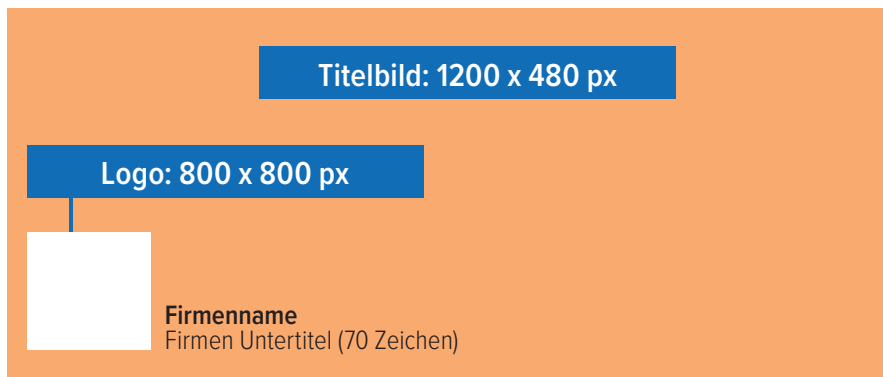 Titelbild: 1200 x 480 px
Logo: 800 x 800 px
Firmenname
Firmen Untertitel (70 Zeichen)